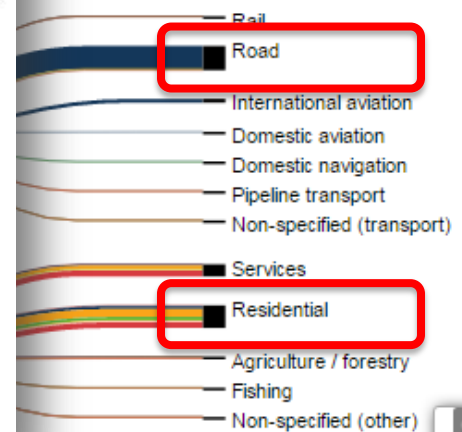 Rail
Road
International aviation
Domestic aviation
Domestic navigation
Pipeline transport
Non-specified (transport)
Services
Residential
Agriculture / forestry
Fishing
Non-specified (other)